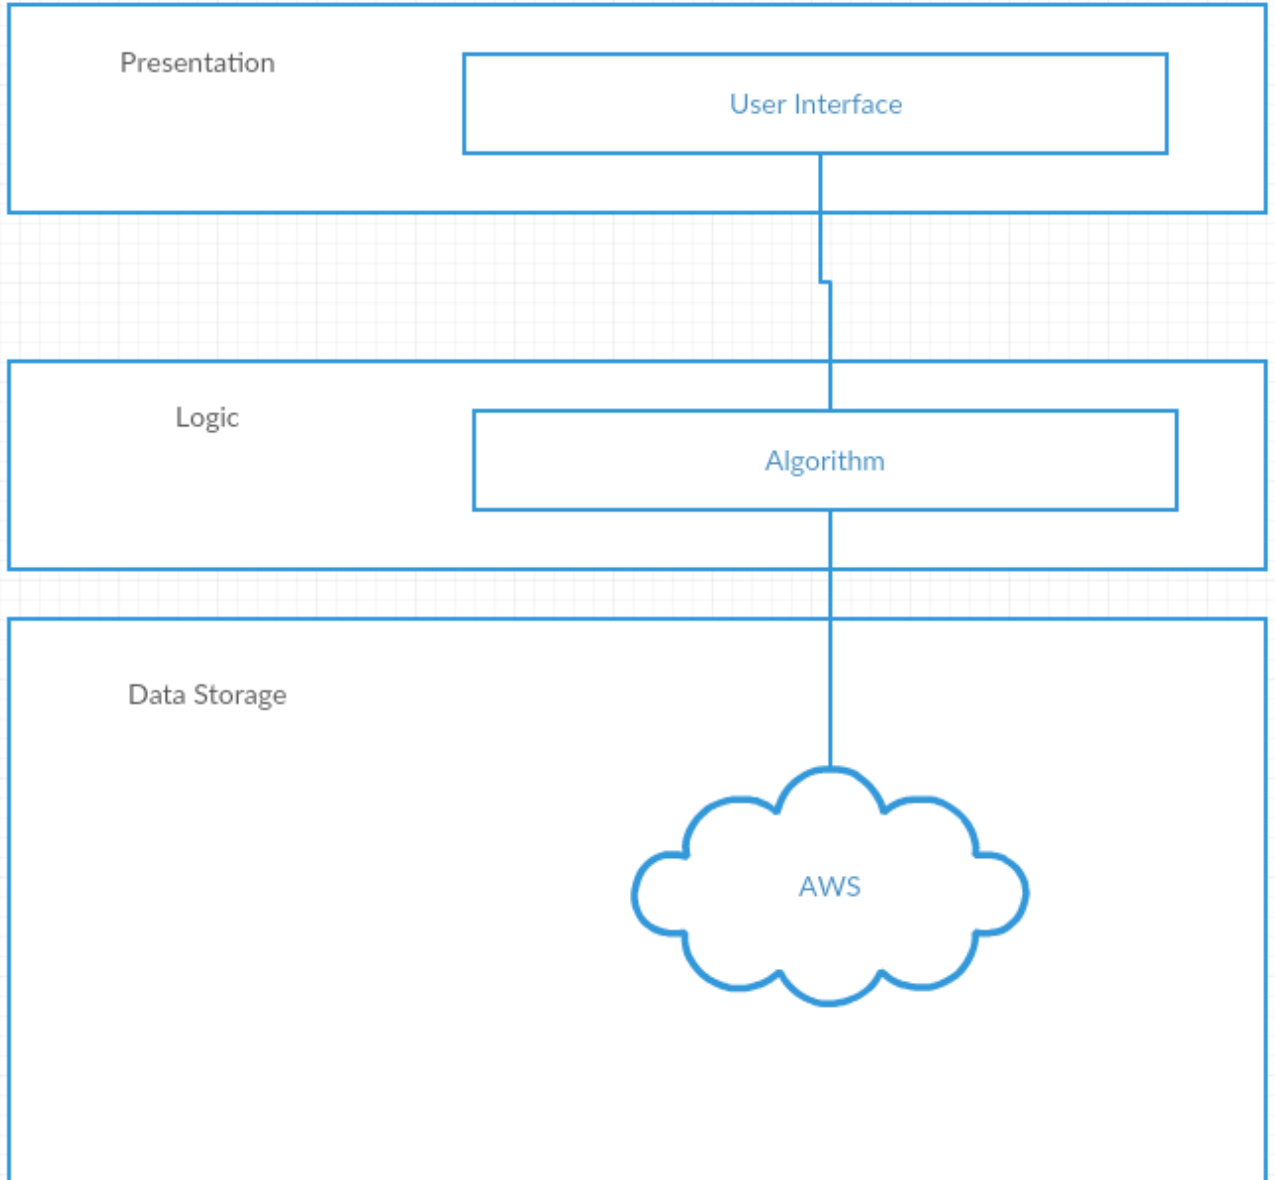 Presentation
User Interface
Logic
Algorithm
Data Storage
AWS